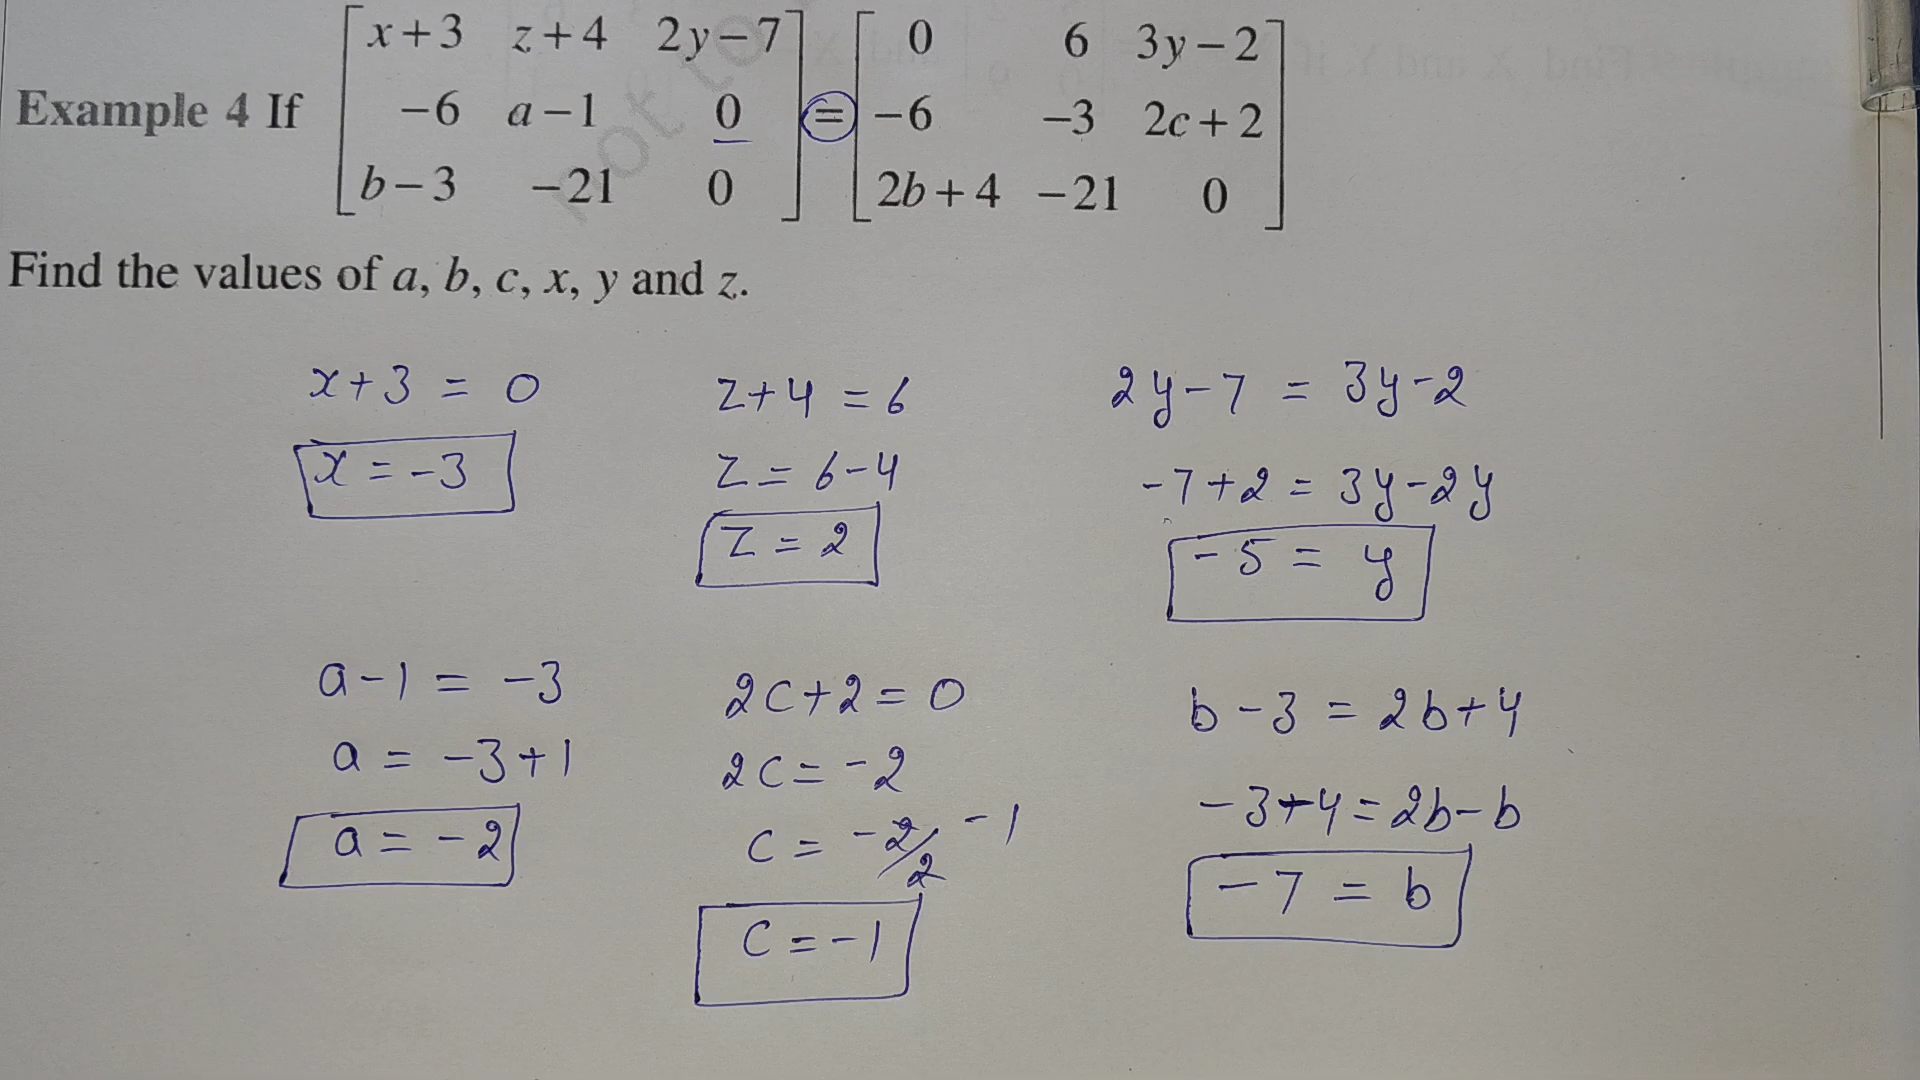 Example 4 If [x+3 z+4 2y−7] = [0 6 3y−2]
[−6 a−1 0] = [−6 −3 2c+2]
[b−3 −21 0] = [2b+4 −21 0]
Find the values of a, b, c, x, y and z.
x+3 = 0
x = -3
z+4 = 6
z = 6-4
z = 2
2y-7 = 3y-2
-7+2 = 3y-2y
-5 = y
a-1 = -3
a = -3+1
a = -2
2c+2 = 0
2c = -2
c = -2/2 -1
c = -1
b-3 = 2b+4
-3+4 = 2b-b
-7 = b
not to